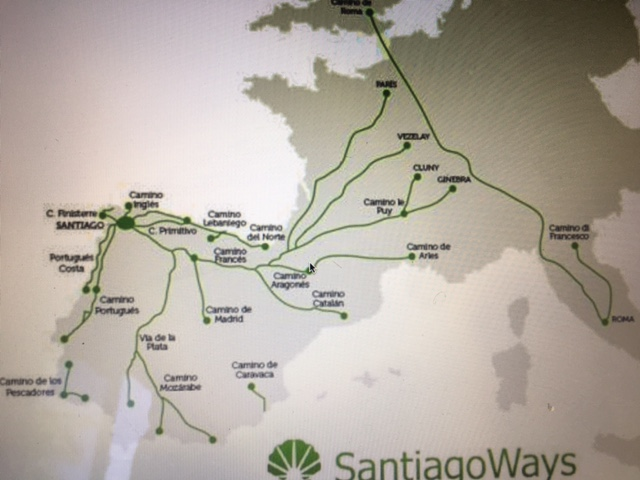 Camino de
Roma
PARÍS
VEZELAY
CLUNY
GINEBRA
Camino le
Puy
Camino
Inglés
C. Finisterre
SANTIAGO
C. Primitivo
Camino
Lebaniego
Camino
del Norte
Camino di
Francesco
Portugués
Costa
Camino
Francés
Camino de
Arles
Camino
Aragonés
Camino
Portugués
Camino
Catalán
Camino de
Madrid
ROMA
Vía de la
Plata
Camino de los
Pescadores
Camino
Mozárabe
Camino de
Caravaca
SantiagoWays